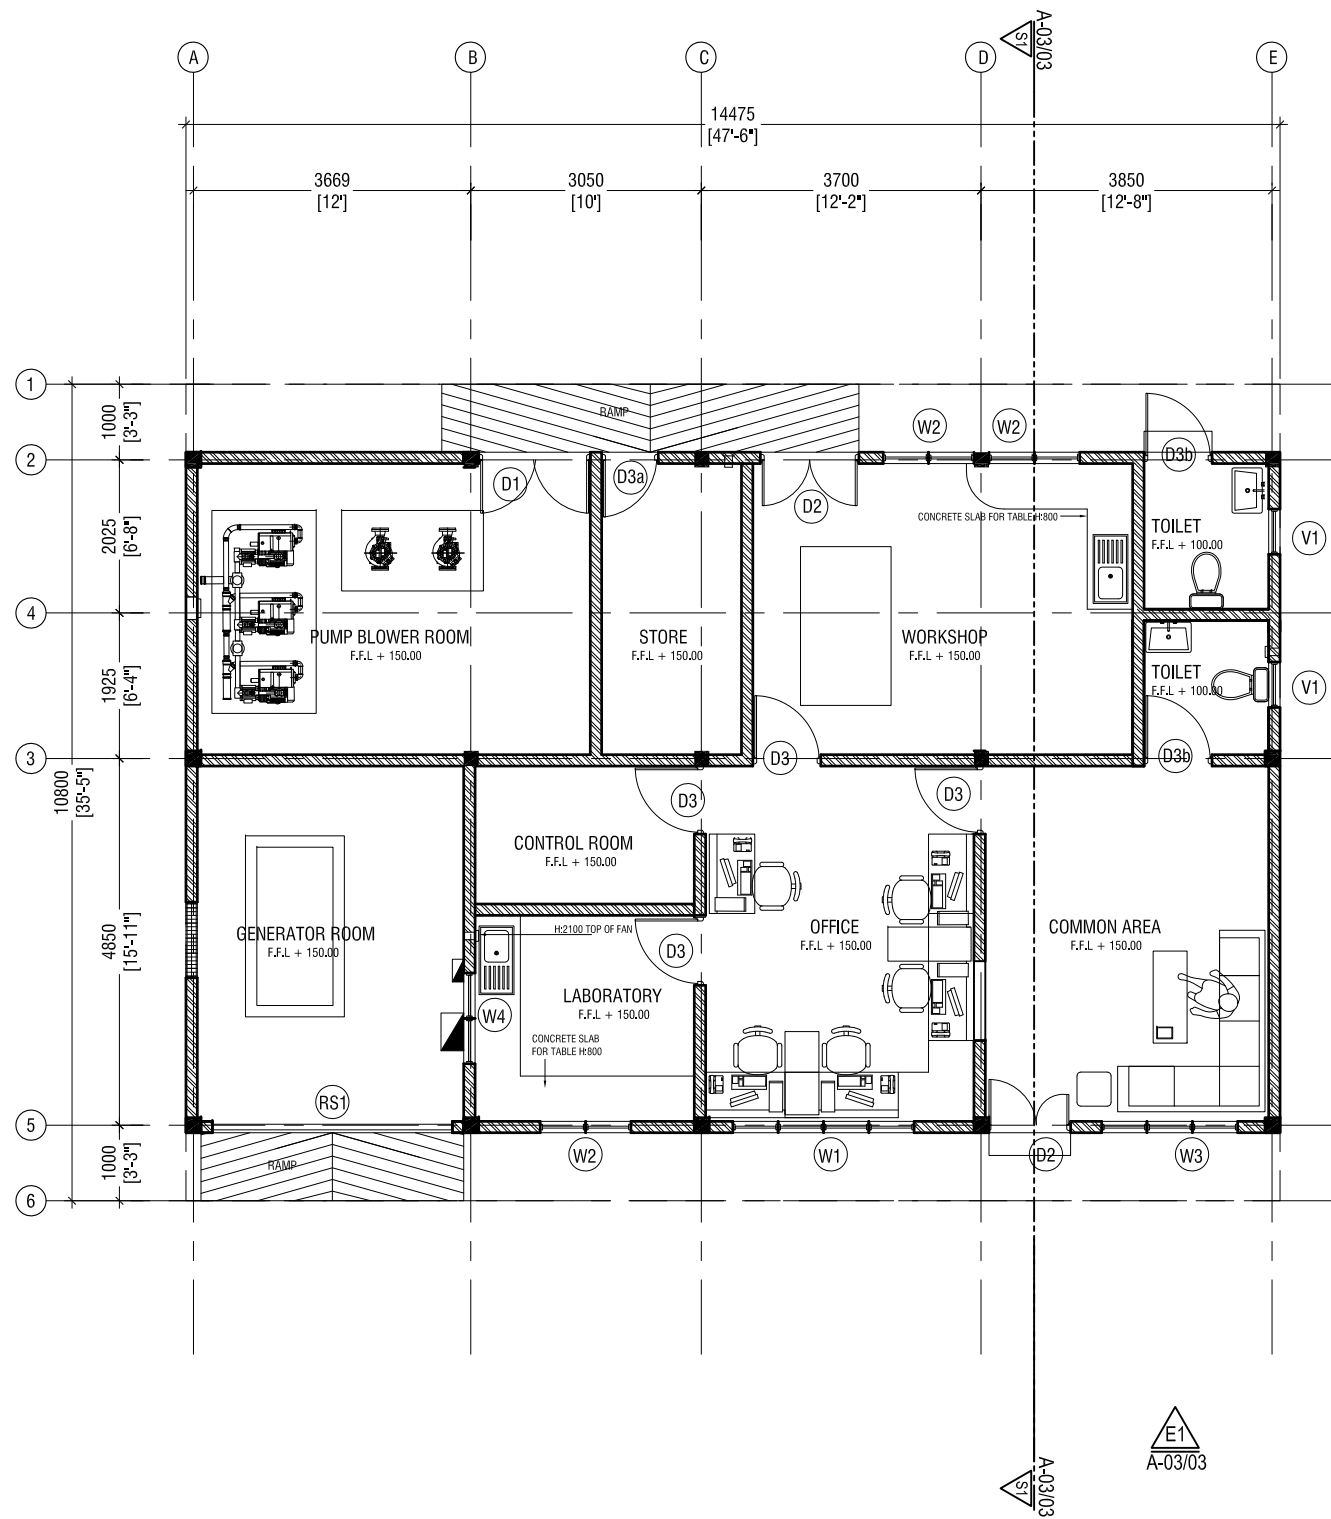 A
B
C
D
E
S1
A-03/03
14475
[47'-6"]
3669
[12']
3050
[10']
3700
[12'-2"]
3850
[12'-8"]
1
1000
[3'-3"]
RAMP
W2
W2
2
D1
D3a
D2
D3b
CONCRETE SLAB FOR TABLE H:800
2025
[6'-8"]
TOILET
F.F.L + 100.00
V1
4
PUMP BLOWER ROOM
F.F.L + 150.00
STORE
F.F.L + 150.00
WORKSHOP
F.F.L + 150.00
1925
[6'-4"]
TOILET
F.F.L + 100.00
V1
3
D3
D3b
10800
[35'-5"]
D3
D3
CONTROL ROOM
F.F.L + 150.00
4850
[15'-11"]
GENERATOR ROOM
F.F.L + 150.00
H:2100 TOP OF FAN
D3
OFFICE
F.F.L + 150.00
COMMON AREA
F.F.L + 150.00
LABORATORY
F.F.L + 150.00
W4
CONCRETE SLAB
FOR TABLE H:800
RS1
5
1000
[3'-3"]
RAMP
W2
W1
D2
W3
6
E1
A-03/03
S1
A-03/03